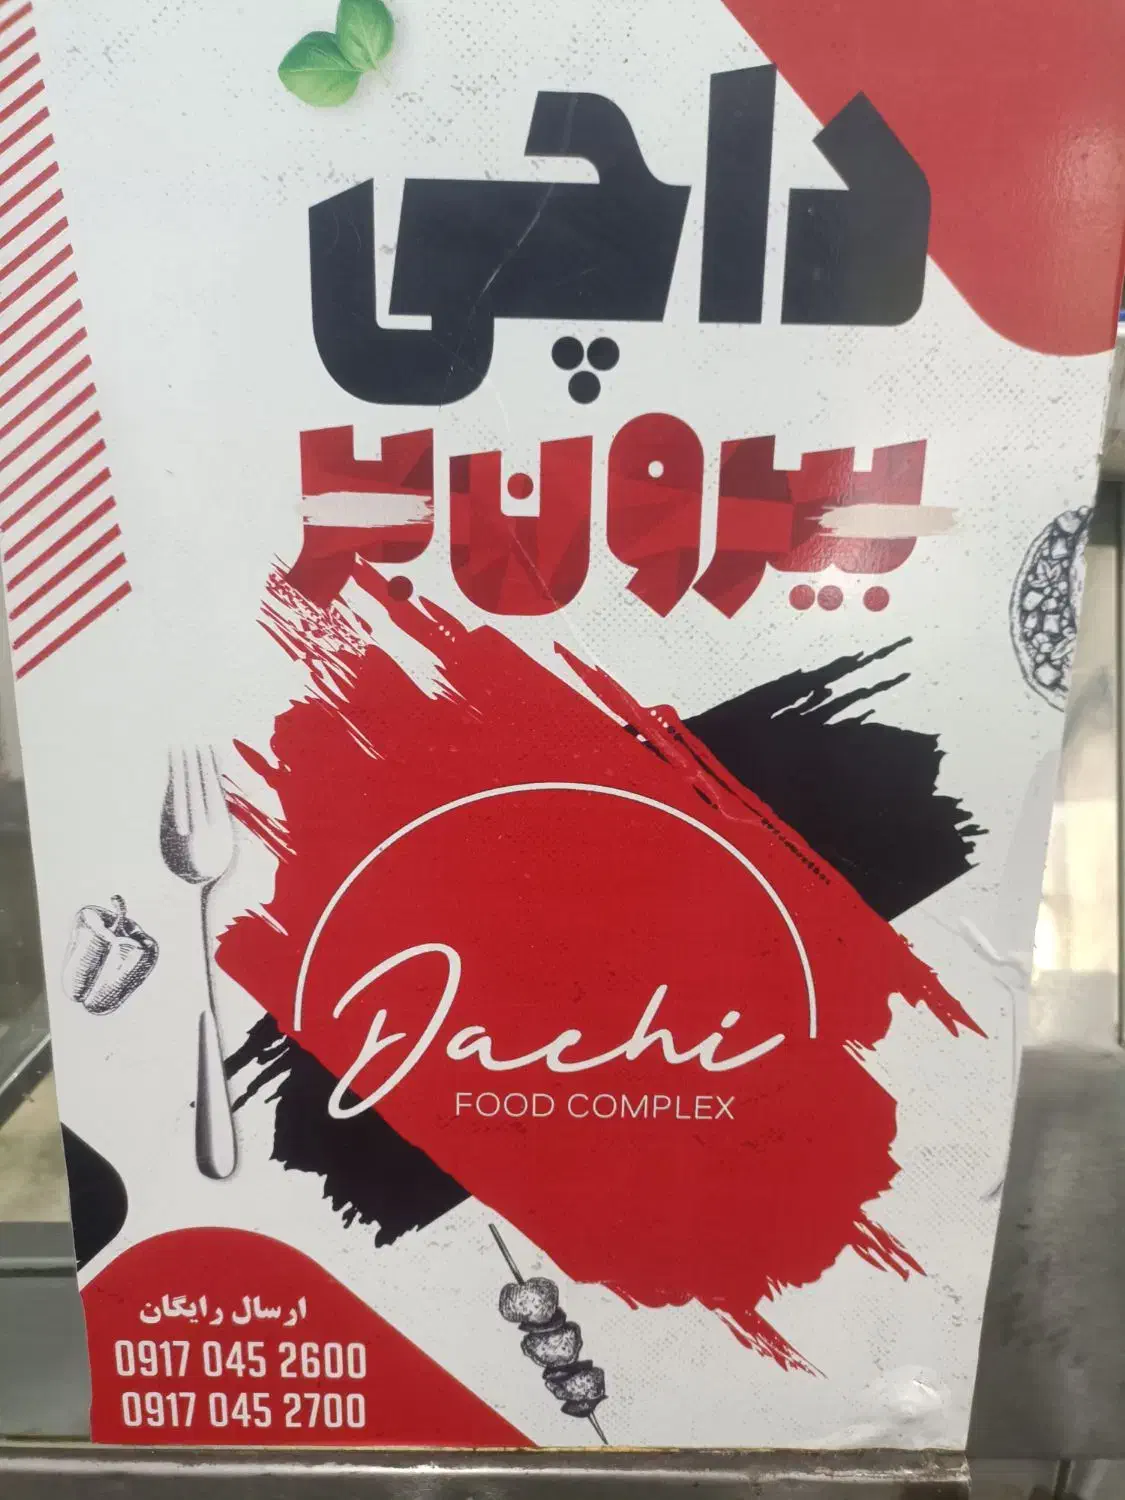 داچی
بیرون بر
Dachi
FOOD COMPLEX
ارسال رایگان
0917 045 2600
0917 045 2700